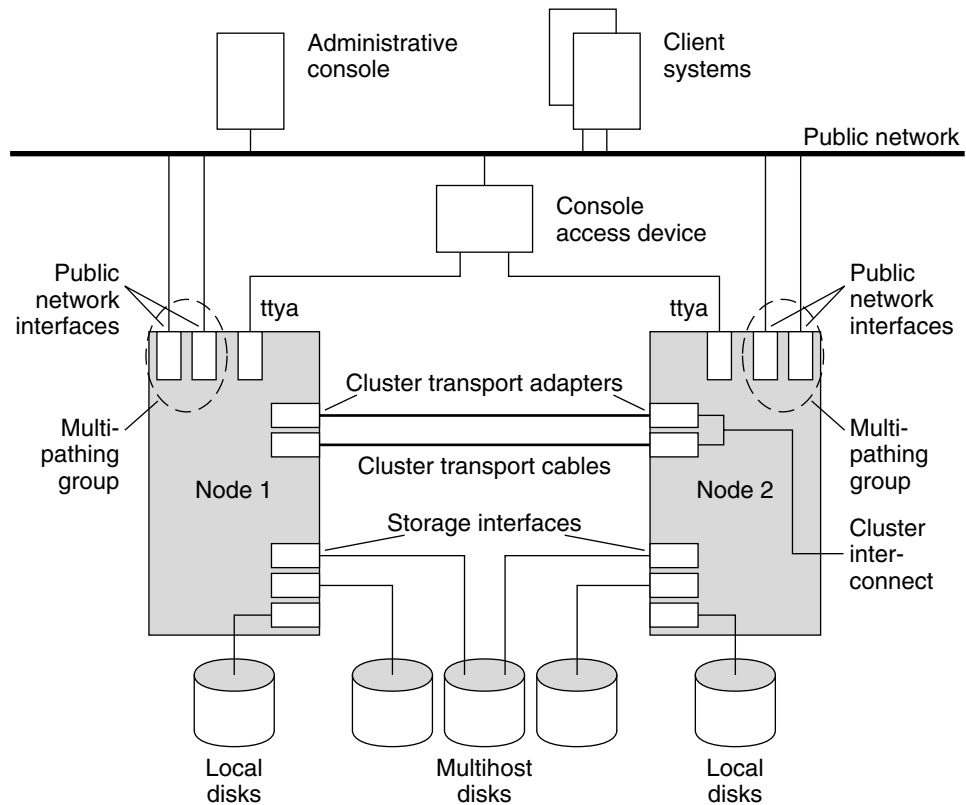 Administrative
console
Client
systems
Public network
Console
access device
Public
network
interfaces
ttya
ttya
Public
network
interfaces
Cluster transport adapters
Multi-
pathing
group
Cluster transport cables
Multi-
pathing
group
Node 1
Node 2
Storage interfaces
Cluster
inter-
connect
Local
disks
Multihost
disks
Local
disks